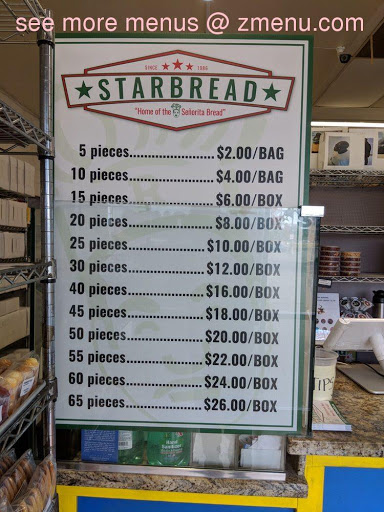 see more menus @ zmenu.com
SINCE 1986
STARBREAD
"Home of the Señorita Bread"
5 pieces........................$2.00/BAG
10 pieces........................$4.00/BAG
15 pieces........................$6.00/BOX
20 pieces........................$8.00/BOX
25 pieces......................$10.00/BOX
30 pieces......................$12.00/BOX
40 pieces......................$16.00/BOX
45 pieces......................$18.00/BOX
50 pieces......................$20.00/BOX
55 pieces......................$22.00/BOX
60 pieces......................$24.00/BOX
65 pieces......................$26.00/BOX